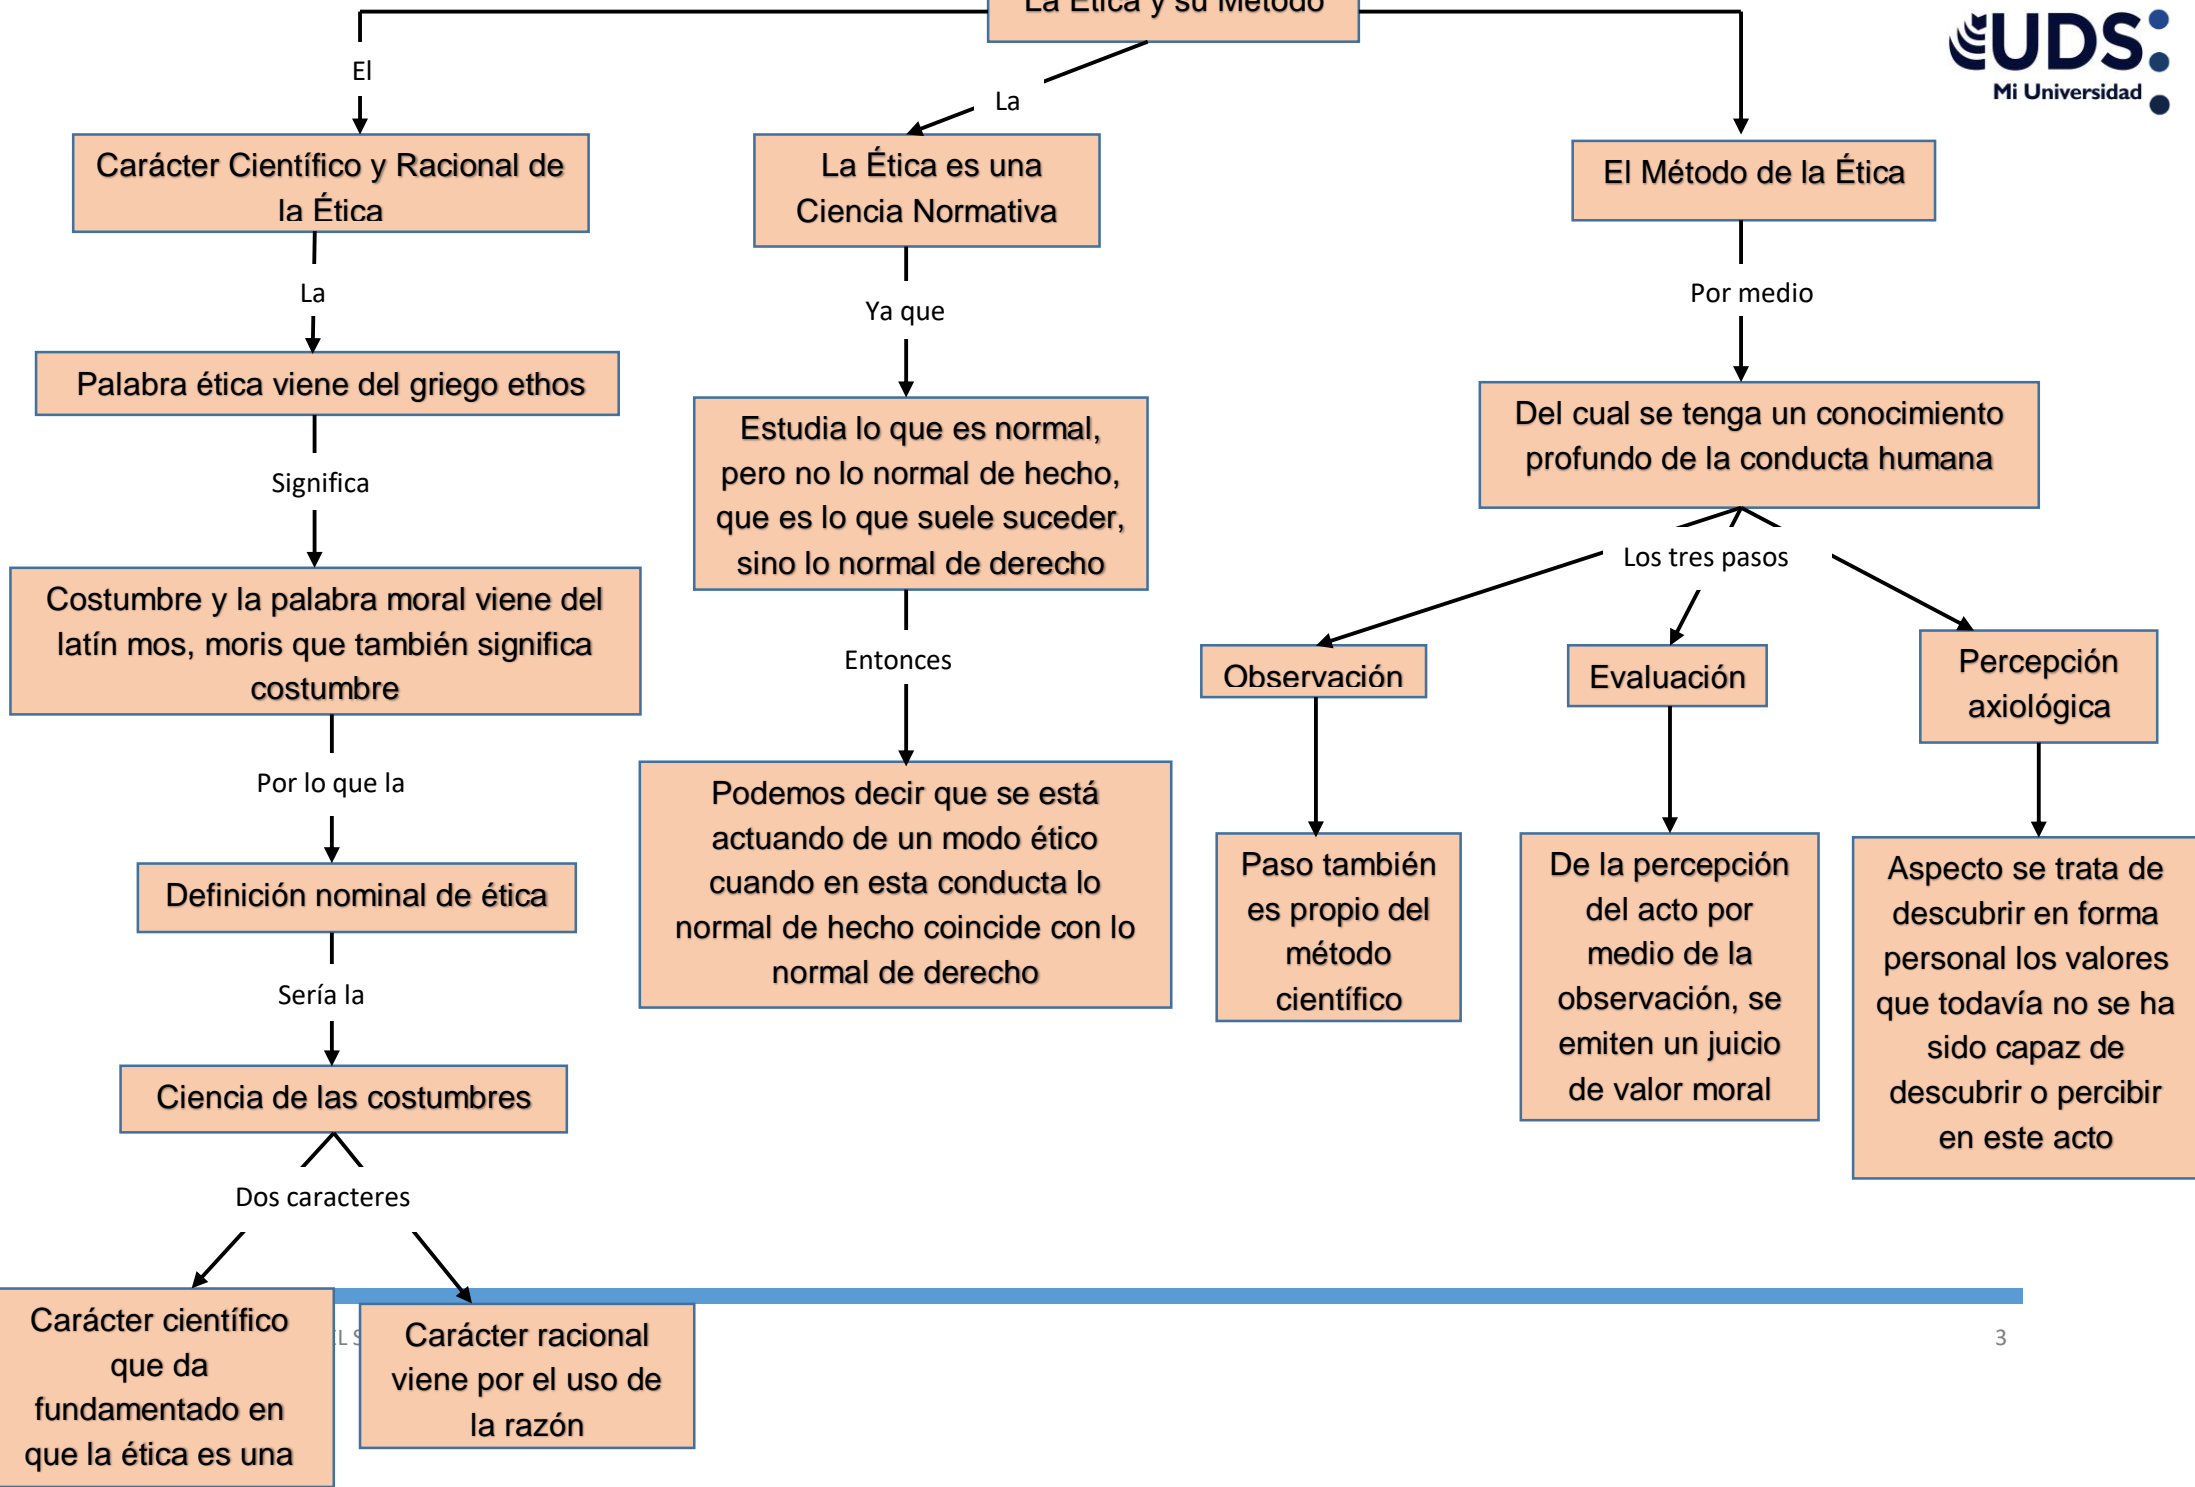 La Ética y su Método
UDS
Mi Universidad
El
La
Carácter Científico y Racional de
la Ética
La Ética es una
Ciencia Normativa
El Método de la Ética
La
Ya que
Por medio
Palabra ética viene del griego ethos
Estudia lo que es normal,
pero no lo normal de hecho,
que es lo que suele suceder,
sino lo normal de derecho
Del cual se tenga un conocimiento
profundo de la conducta humana
Significa
Los tres pasos
Costumbre y la palabra moral viene del
latín mos, moris que también significa
costumbre
Entonces
Observación
Evaluación
Percepción
axiológica
Por lo que la
Podemos decir que se está
actuando de un modo ético
cuando en esta conducta lo
normal de hecho coincide con lo
normal de derecho
Paso también
es propio del
método
científico
De la percepción
del acto por
medio de la
observación, se
emiten un juicio
de valor moral
Aspecto se trata de
descubrir en forma
personal los valores
que todavía no se ha
sido capaz de
descubrir o percibir
en este acto
Definición nominal de ética
Sería la
Ciencia de las costumbres
Dos caracteres
Carácter científico
que da
fundamentado en
que la ética es una
Carácter racional
viene por el uso de
la razón
3